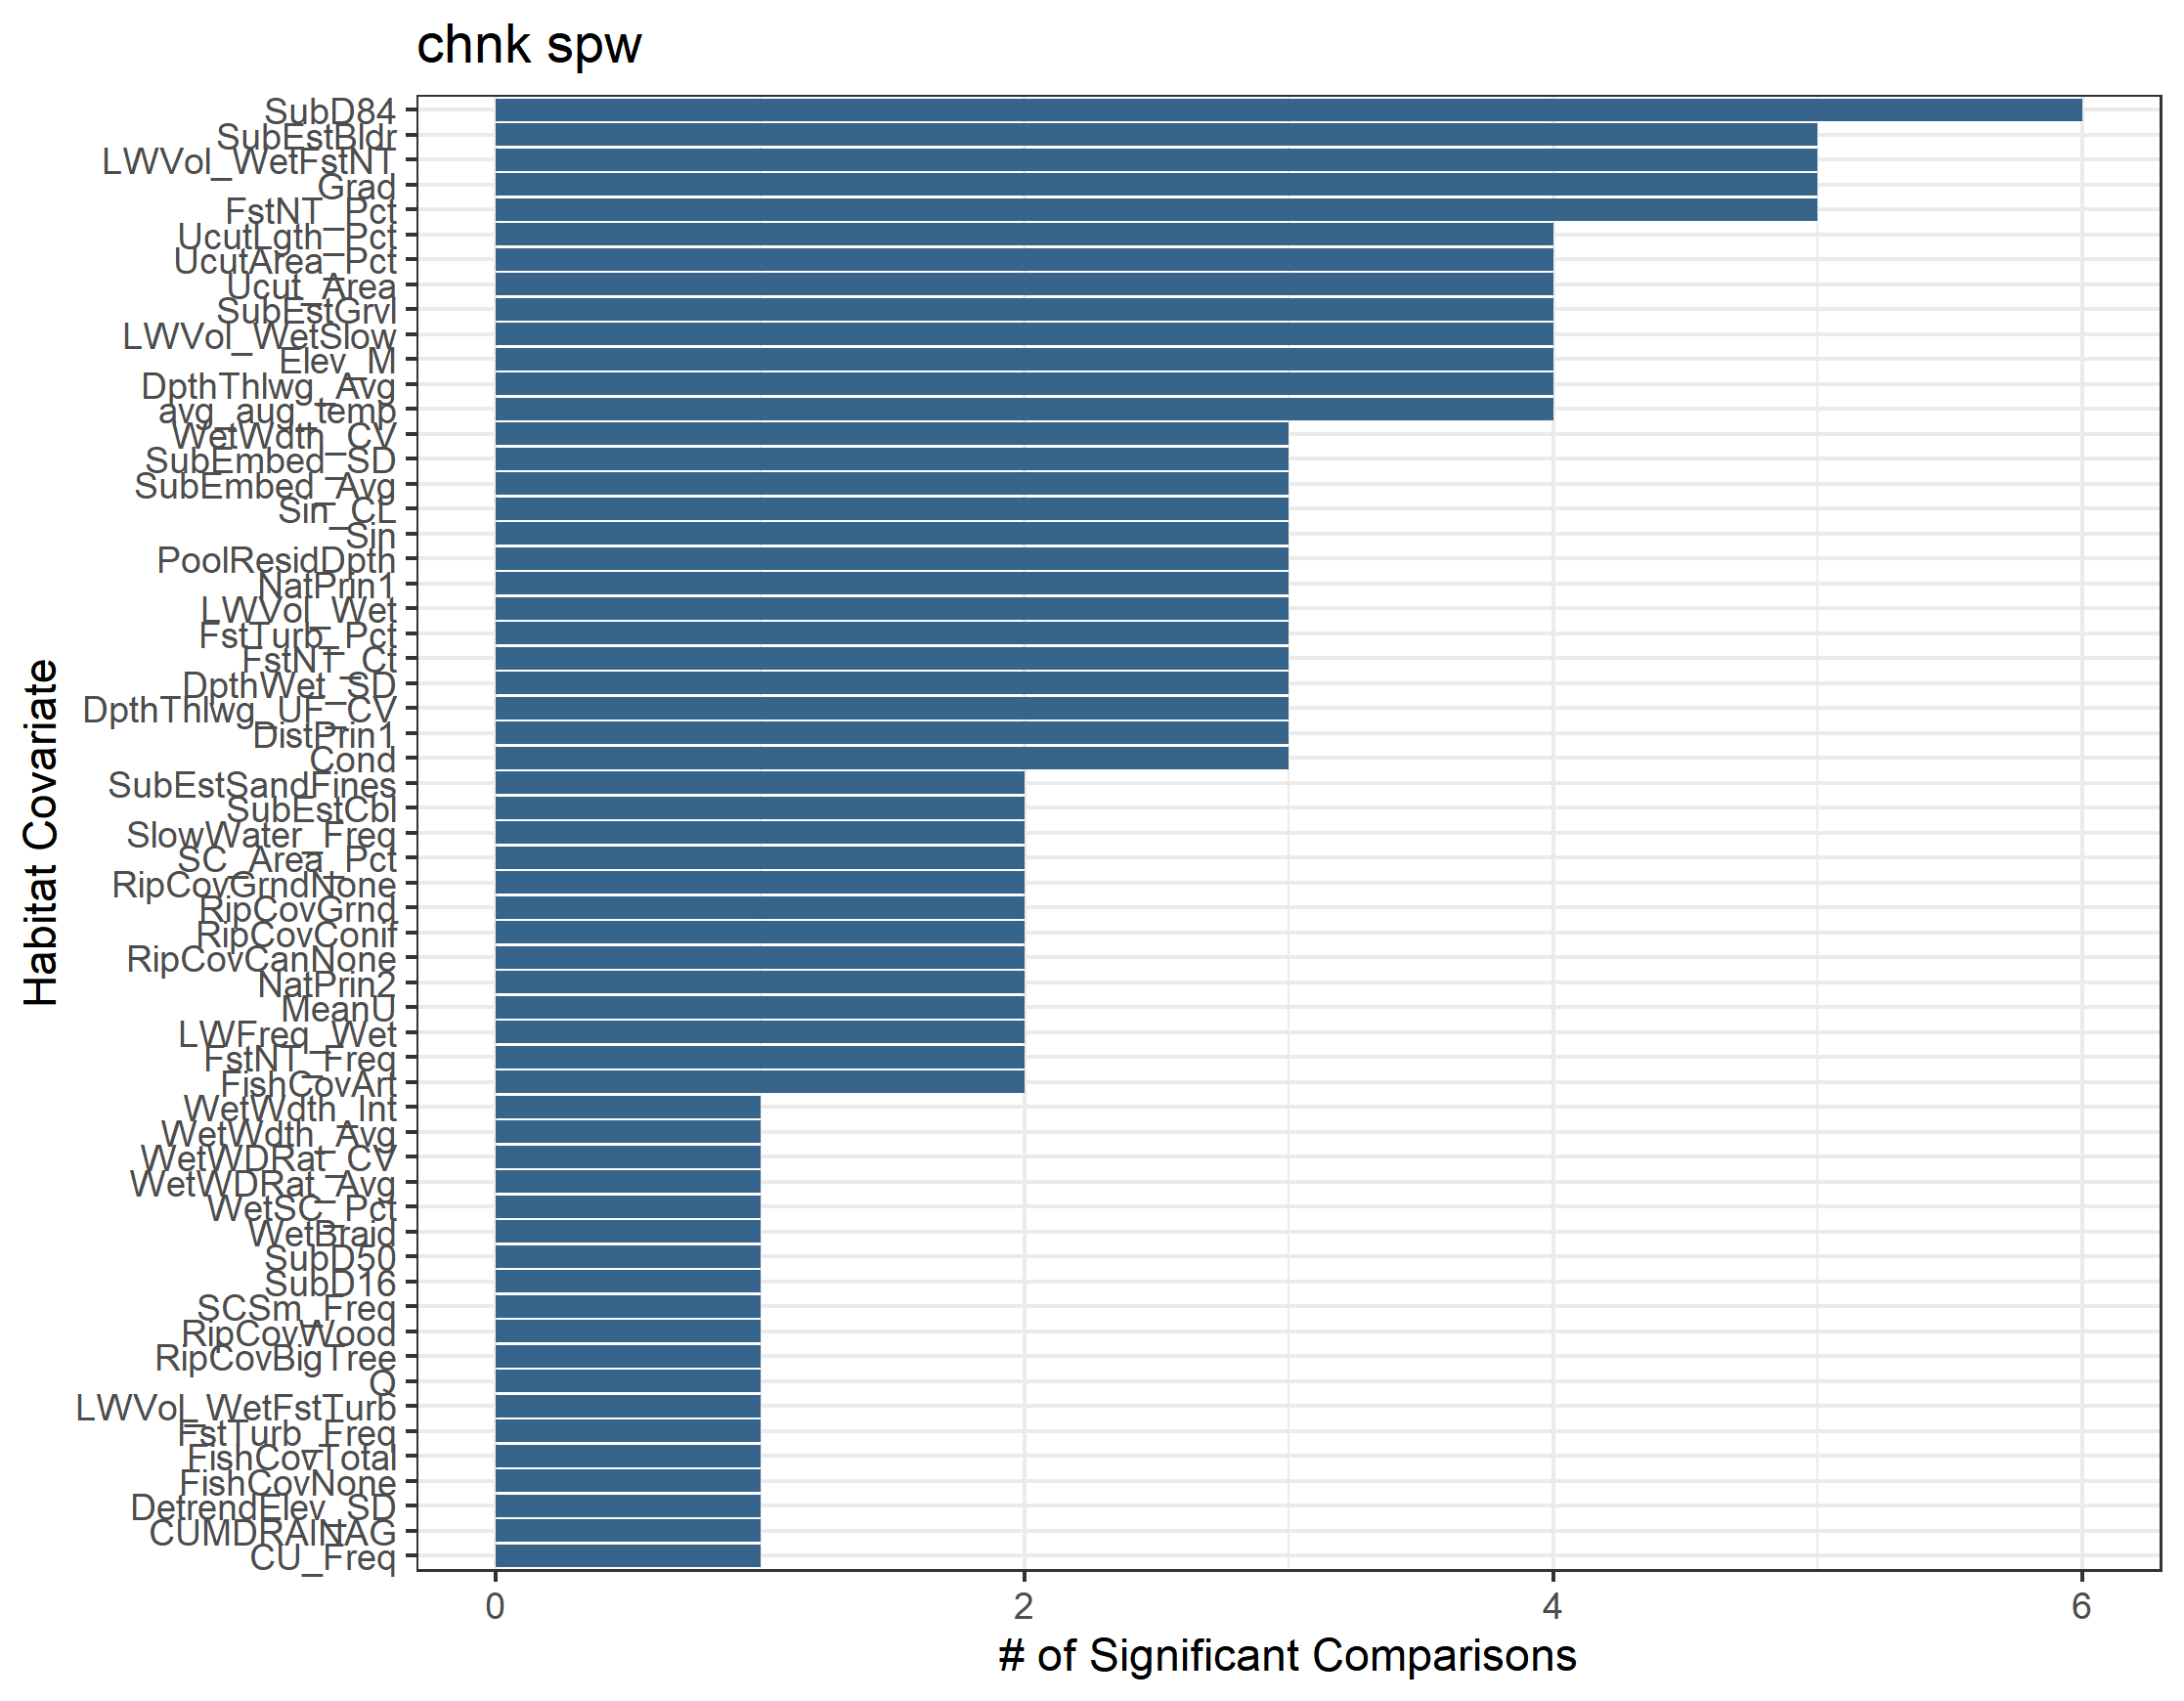 chnk spw
SubD84
SubEstBldr
LWVol_WetFstNT
Grad
FstNT_Pct
UcutLgth_Pct
UcutArea_Pct
Ucut_Area
SubEstGrvl
LWVol_WetSlow
Elev_M
DpthThlwg_Avg
avg_aug_temp
WetWdth_CV
SubEmbed_SD
SubEmbed_Avg
Sin_CL
Sin
PoolResidDpth
NatPrin1
LWVol_Wet
FstTurb_Pct
FstNT_Ct
DpthWet_SD
DpthThlwg_UF_CV
DistPrin1
Cond
SubEstSandFines
SubEstCbl
SlowWater_Freq
SC_Area_Pct
RipCovGrndNone
RipCovGrnd
RipCovConif
RipCovCanNone
NatPrin2
MeanU
LWFreq_Wet
FstNT_Freq
FishCovArt
WetWdth_Int
WetWdth_Avg
WetWDRat_CV
WetWDRat_Avg
WetSC_Pct
WetBraid
SubD50
SubD16
SCSm_Freq
RipCovWood
RipCovBigTree
Q
LWVol_WetFstTurb
FstTurb_Freq
FishCovTotal
FishCovNone
DetrendElev_SD
CUMDRAINAG
CU_Freq
Habitat Covariate
0 2 4 6
# of Significant Comparisons